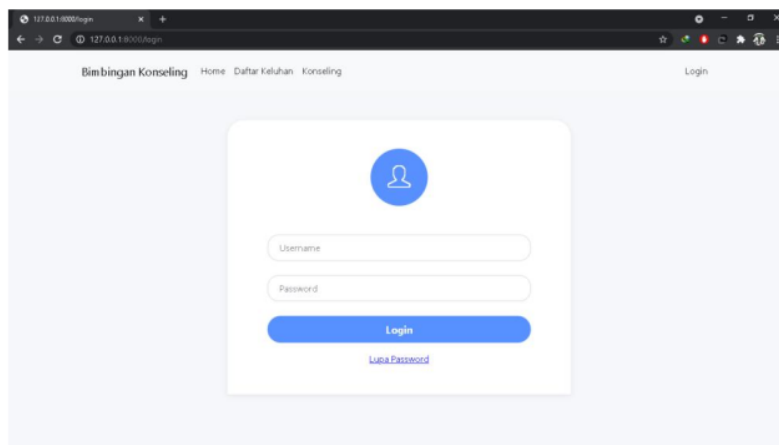 127.0.0.1:8000/login
127.0.0.1:8000/login
Bimbingan Konseling Home Daftar Keluhan Konseling Login
Username
Password
Login
Lupa Password